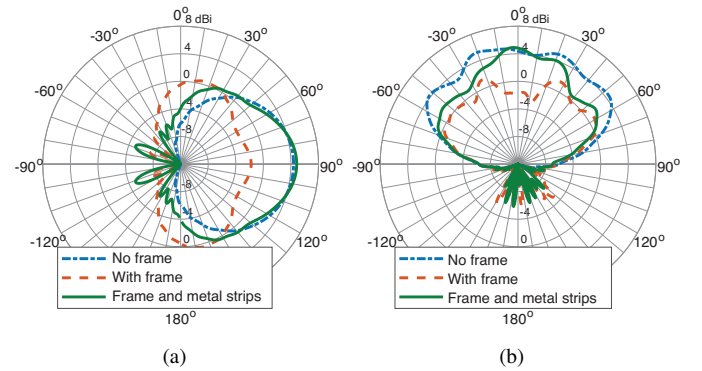 0° 8 dBi
-30° 30°
4
-60° 0 60°
-4
-8
-90° 90°
-8
-4
-120° 0 120°
No frame
With frame
Frame and metal strips
180°
(a)
0° 8 dBi
-30° 30°
4
-60° 0 60°
-4
-8
-90° 90°
-8
-4
-120° 0 120°
No frame
With frame
Frame and metal strips
180°
(b)